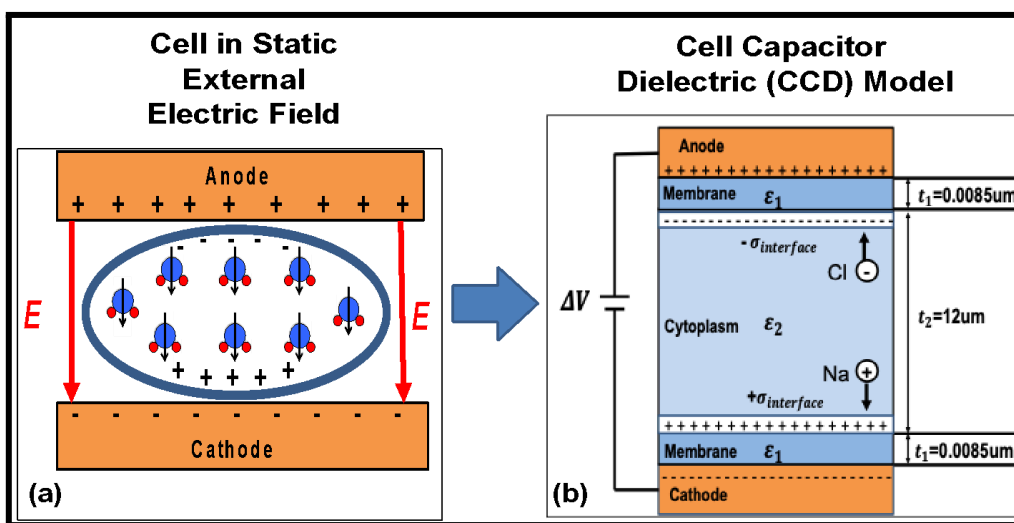 Cell in Static
External
Electric Field
Cell Capacitor
Dielectric (CCD) Model
Anode
+ + + + + + + +
- - - - -
E
E
+ + + + +
- - - - - - - - -
Cathode
(a)
Anode
+ + + + + + + + + + + + + + +
Membrane ε₁
t₁=0.0085um
- - - - - - - - - - - - - - - - - -
- σinterface
Cl -
ΔV
Cytoplasm ε₂
t₂=12um
Na +
+σinterface
+ + + + + + + + + + + + + + +
Membrane ε₁
t₁=0.0085um
- - - - - - - - - - - - - - - - - -
(b)
Cathode